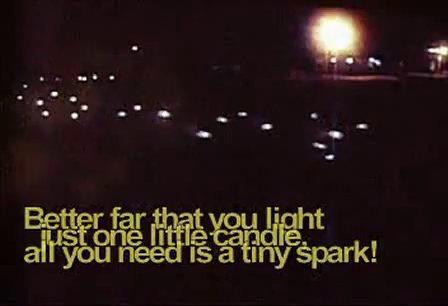 Better far that you light
just one little candle,
all you need is a tiny spark!